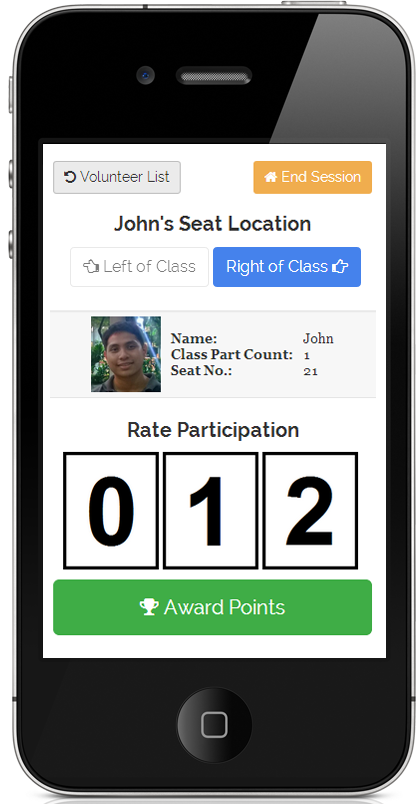 Volunteer List End Session
John's Seat Location
Left of Class Right of Class
Name: John
Class Part Count: 1
Seat No.: 21
Rate Participation
0 1 2
Award Points